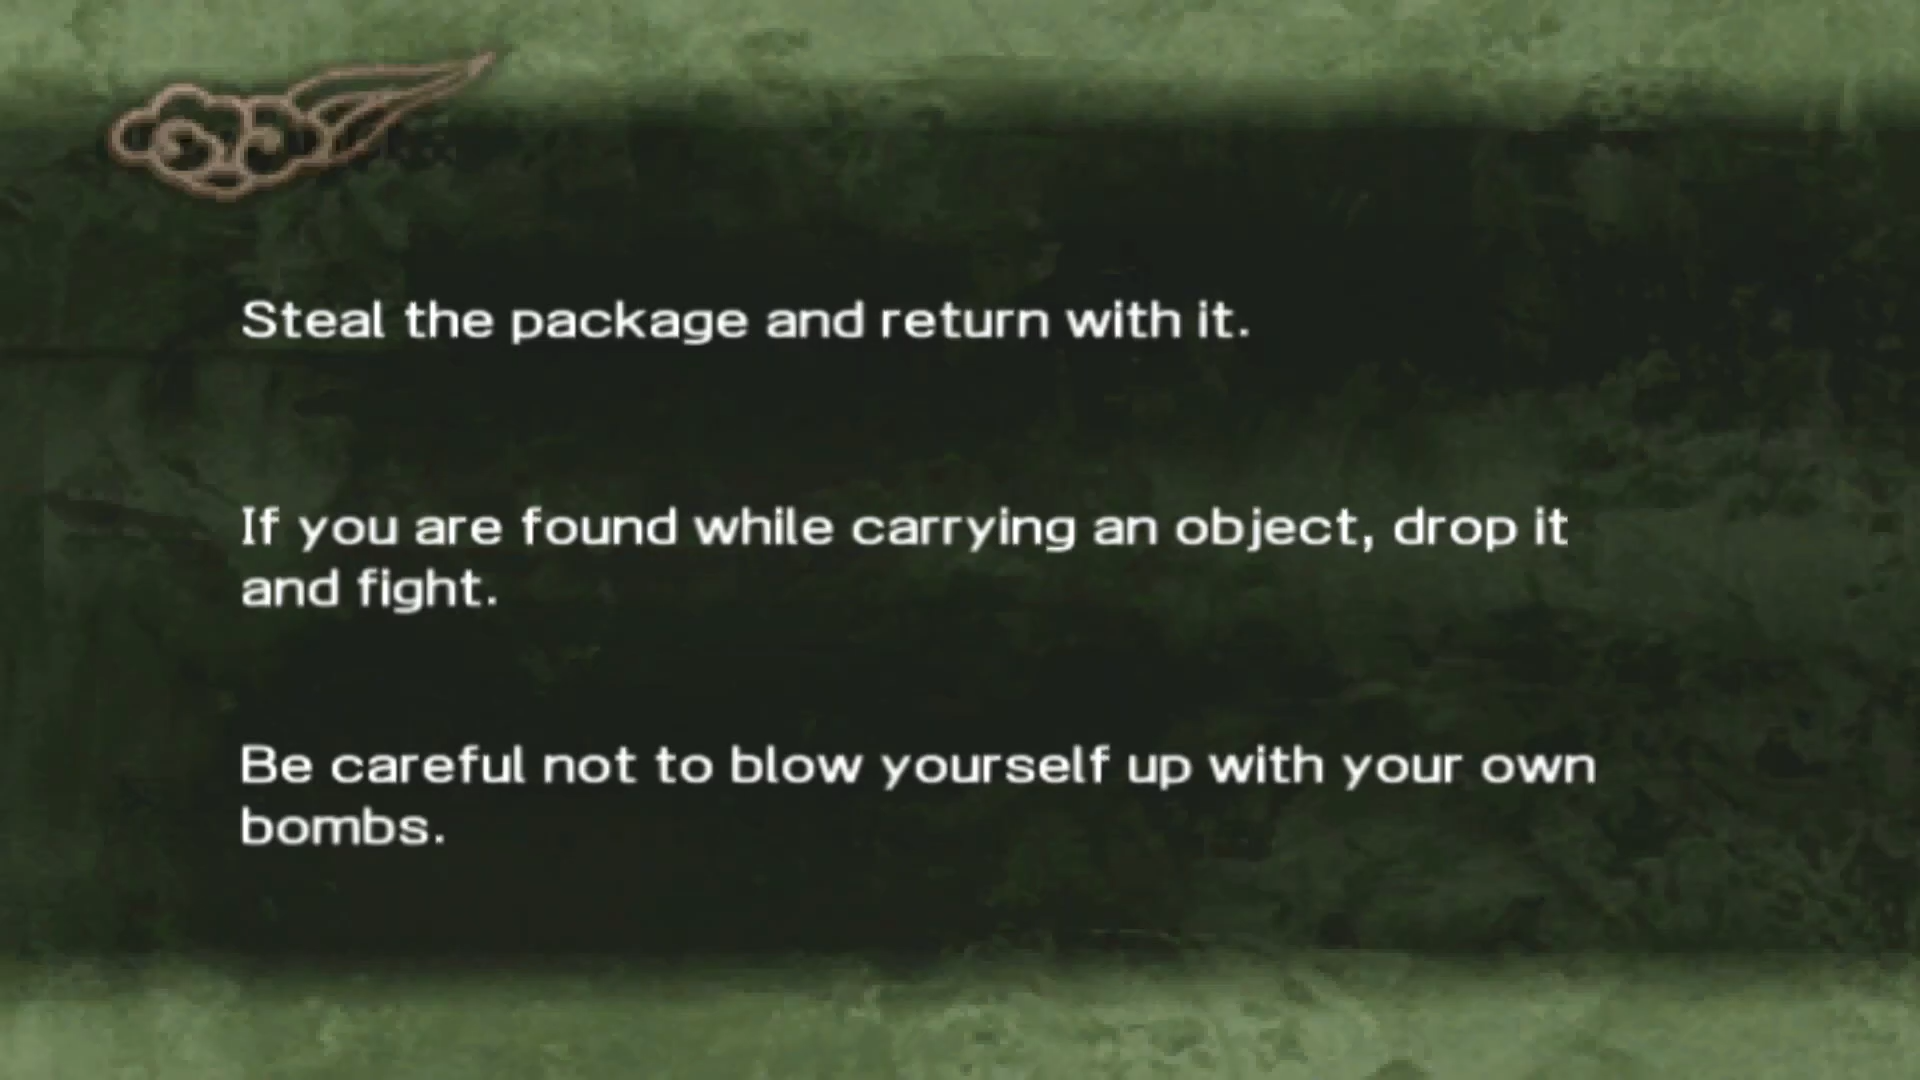 Steal the package and return with it.
If you are found while carrying an object, drop it
and fight.
Be careful not to blow yourself up with your own
bombs.